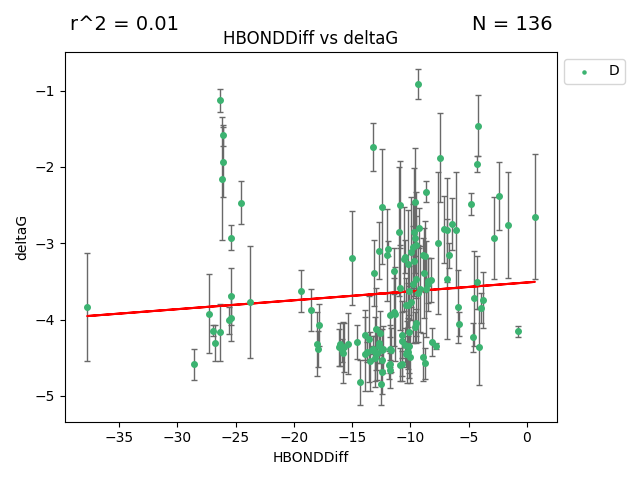 r^2 = 0.01
N = 136
HBONDDiff vs deltaG
D
−1
−2
−3
−4
−5
deltaG
−35
−30
−25
−20
−15
−10
−5
0
HBONDDiff